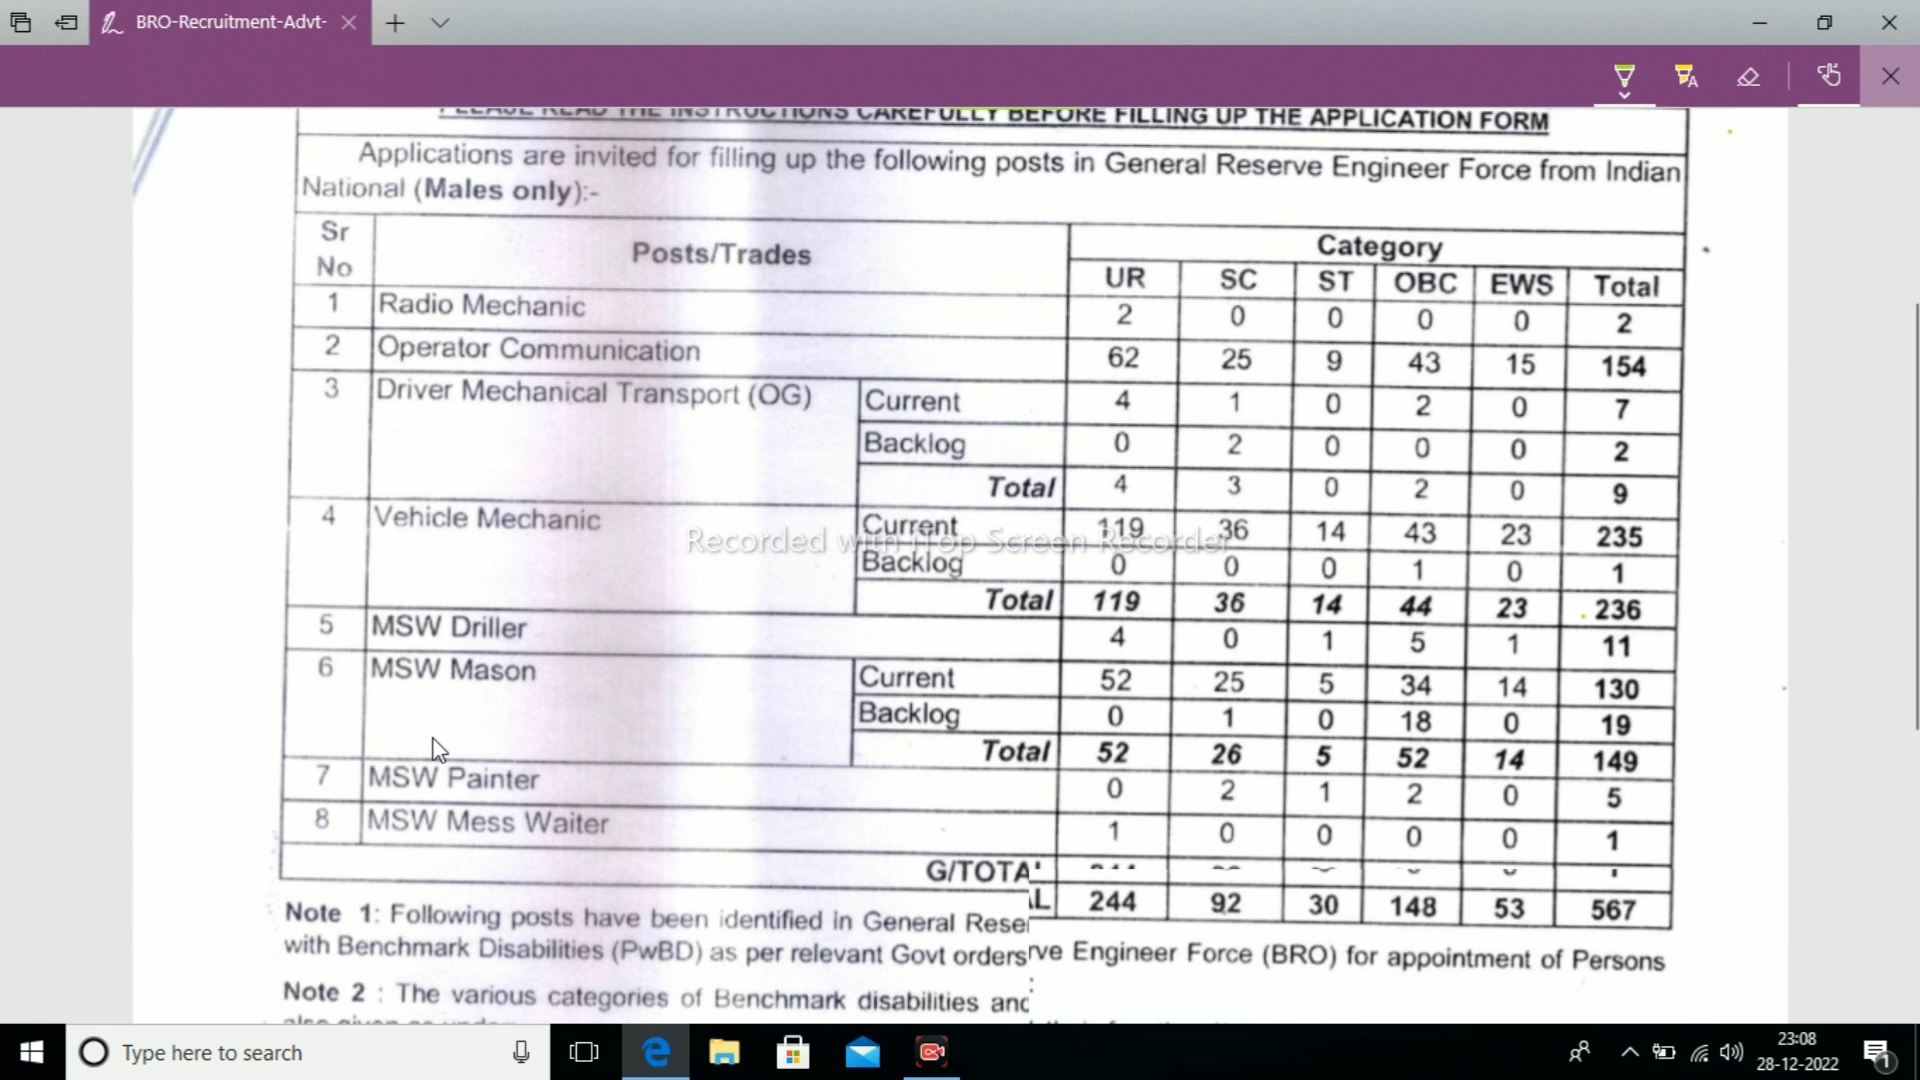 BRO-Recruitment-Advt-
PLEASE READ THE INSTRUCTIONS CAREFULLY BEFORE FILLING UP THE APPLICATION FORM
Applications are invited for filling up the following posts in General Reserve Engineer Force from Indian
National (Males only):-
Sr No Posts/Trades Category
UR SC ST OBC EWS Total
1 Radio Mechanic 2 0 0 0 0 2
2 Operator Communication 62 25 9 43 15 154
3 Driver Mechanical Transport (OG) Current 4 1 0 2 0 7
Backlog 0 2 0 0 0 2
Total 4 3 0 2 0 9
4 Vehicle Mechanic Current 119 36 14 43 23 235
Recorded with iTop Screen Recorder
Backlog 0 0 0 1 0 1
Total 119 36 14 44 23 236
5 MSW Driller 4 0 1 5 1 11
6 MSW Mason Current 52 25 5 34 14 130
Backlog 0 1 0 18 0 19
Total 52 26 5 52 14 149
7 MSW Painter 0 2 1 2 0 5
8 MSW Mess Waiter 1 0 0 0 0 1
G/TOTAL 244 92 30 148 53 567
Note 1: Following posts have been identified in General Reserve Engineer Force (BRO) for appointment of Persons
with Benchmark Disabilities (PwBD) as per relevant Govt orders:
Note 2 : The various categories of Benchmark disabilities and
Type here to search
23:08
28-12-2022
1